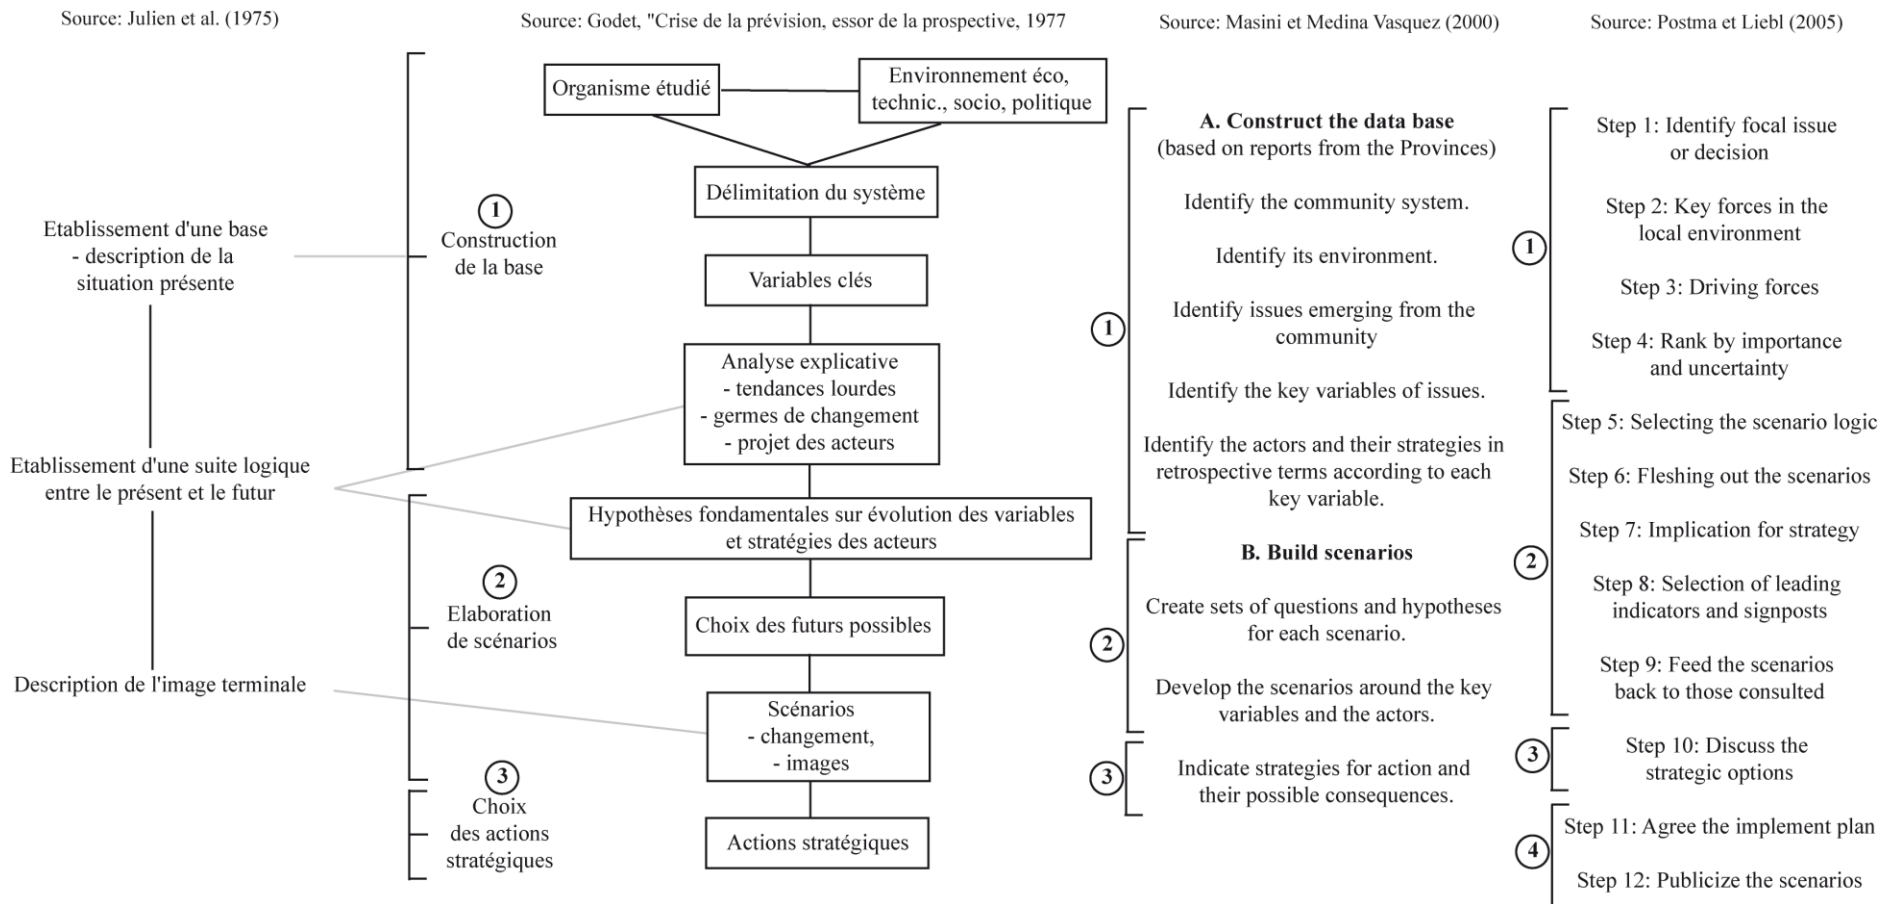 Source: Julien et al. (1975)
Etablissement d'une base
- description de la
situation présente
Etablissement d'une suite logique
entre le présent et le futur
Description de l'image terminale
Source: Godet, "Crise de la prévision, essor de la prospective, 1977
1
Construction
de la base
2
Elaboration
de scénarios
3
Choix
des actions
stratégiques
Organisme étudié
Environnement éco,
technic., socio, politique
Délimitation du système
Variables clés
Analyse explicative
- tendances lourdes
- germes de changement
- projet des acteurs
Hypothèses fondamentales sur évolution des variables
et stratégies des acteurs
Choix des futurs possibles
Scénarios
- changement,
- images
Actions stratégiques
Source: Masini et Medina Vasquez (2000)
1
A. Construct the data base
(based on reports from the Provinces)
Identify the community system.
Identify its environment.
Identify issues emerging from the
community
Identify the key variables of issues.
Identify the actors and their strategies in
retrospective terms according to each
key variable.
2
B. Build scenarios
Create sets of questions and hypotheses
for each scenario.
Develop the scenarios around the key
variables and the actors.
3
Indicate strategies for action and
their possible consequences.
Source: Postma et Liebl (2005)
1
Step 1: Identify focal issue
or decision
Step 2: Key forces in the
local environment
Step 3: Driving forces
Step 4: Rank by importance
and uncertainty
2
Step 5: Selecting the scenario logic
Step 6: Fleshing out the scenarios
Step 7: Implication for strategy
Step 8: Selection of leading
indicators and signposts
Step 9: Feed the scenarios
back to those consulted
3
Step 10: Discuss the
strategic options
4
Step 11: Agree the implement plan
Step 12: Publicize the scenarios